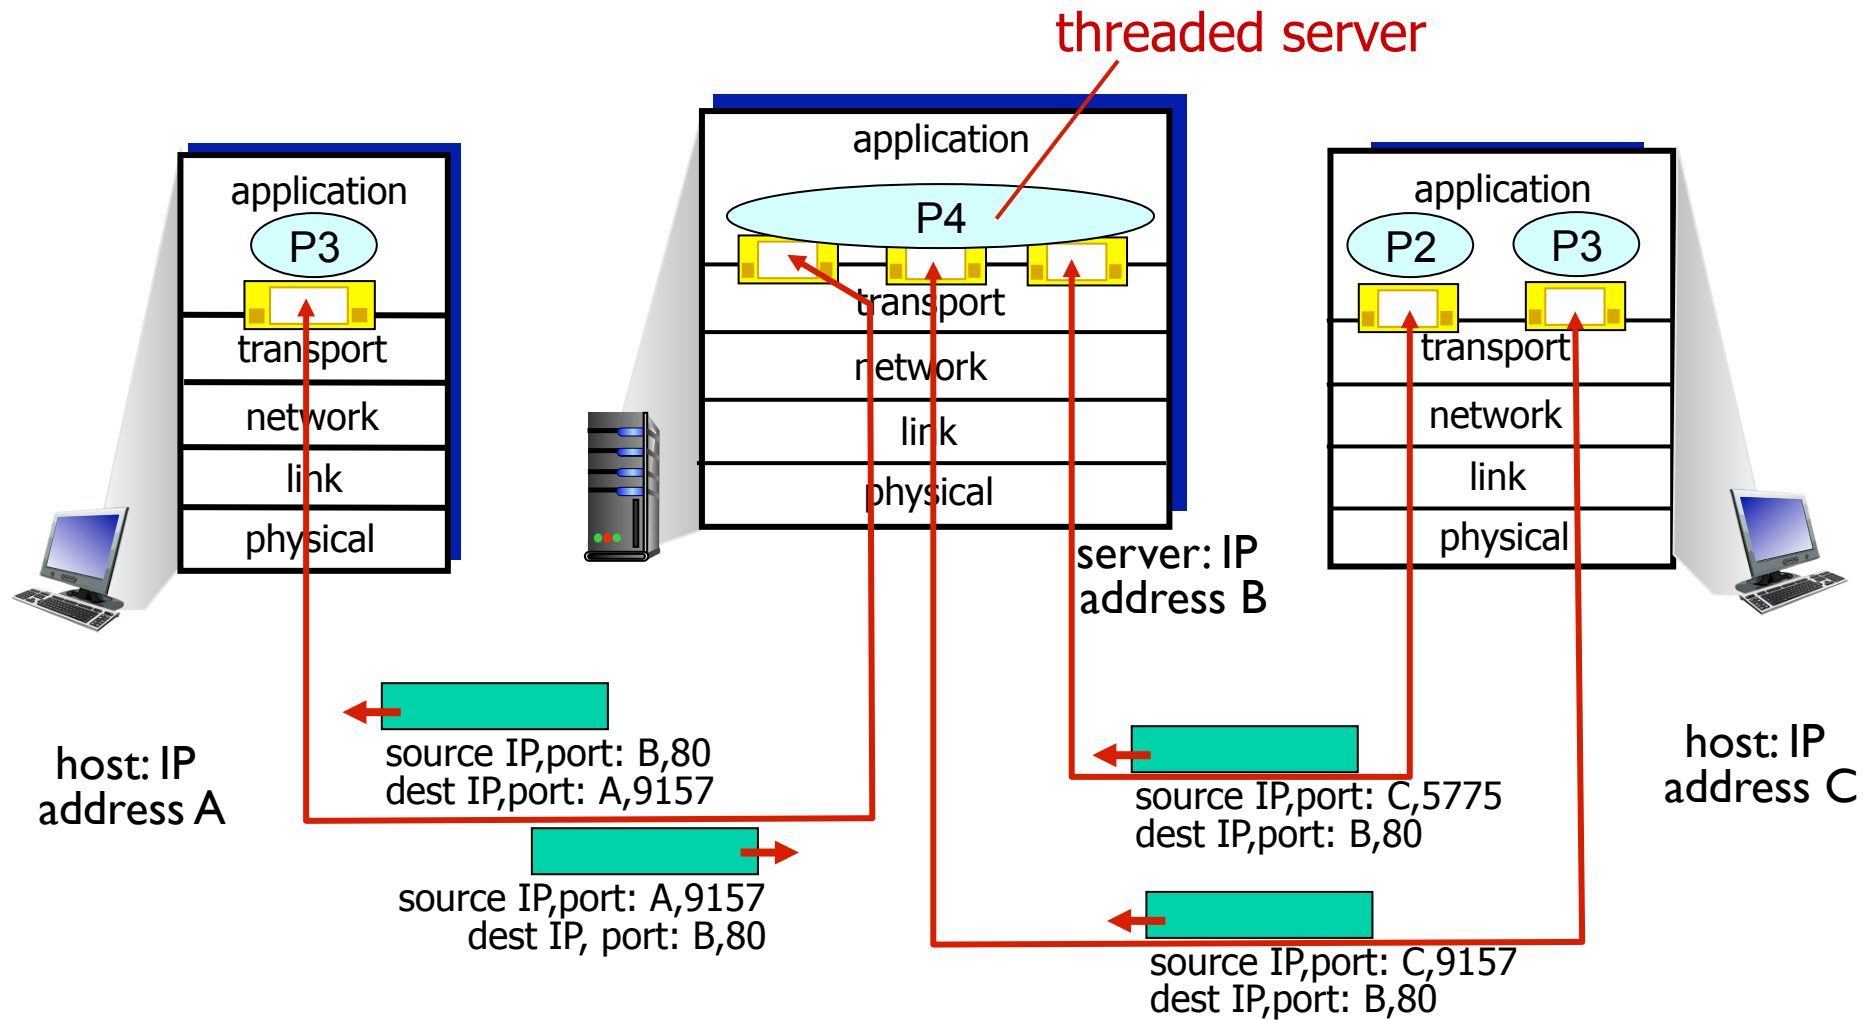 threaded server
application
P3
transport
network
link
physical
host: IP
address A
application
P4
transport
network
link
physical
server: IP
address B
application
P2
P3
transport
network
link
physical
host: IP
address C
source IP,port: B,80
dest IP,port: A,9157
source IP,port: A,9157
dest IP, port: B,80
source IP,port: C,5775
dest IP,port: B,80
source IP,port: C,9157
dest IP,port: B,80